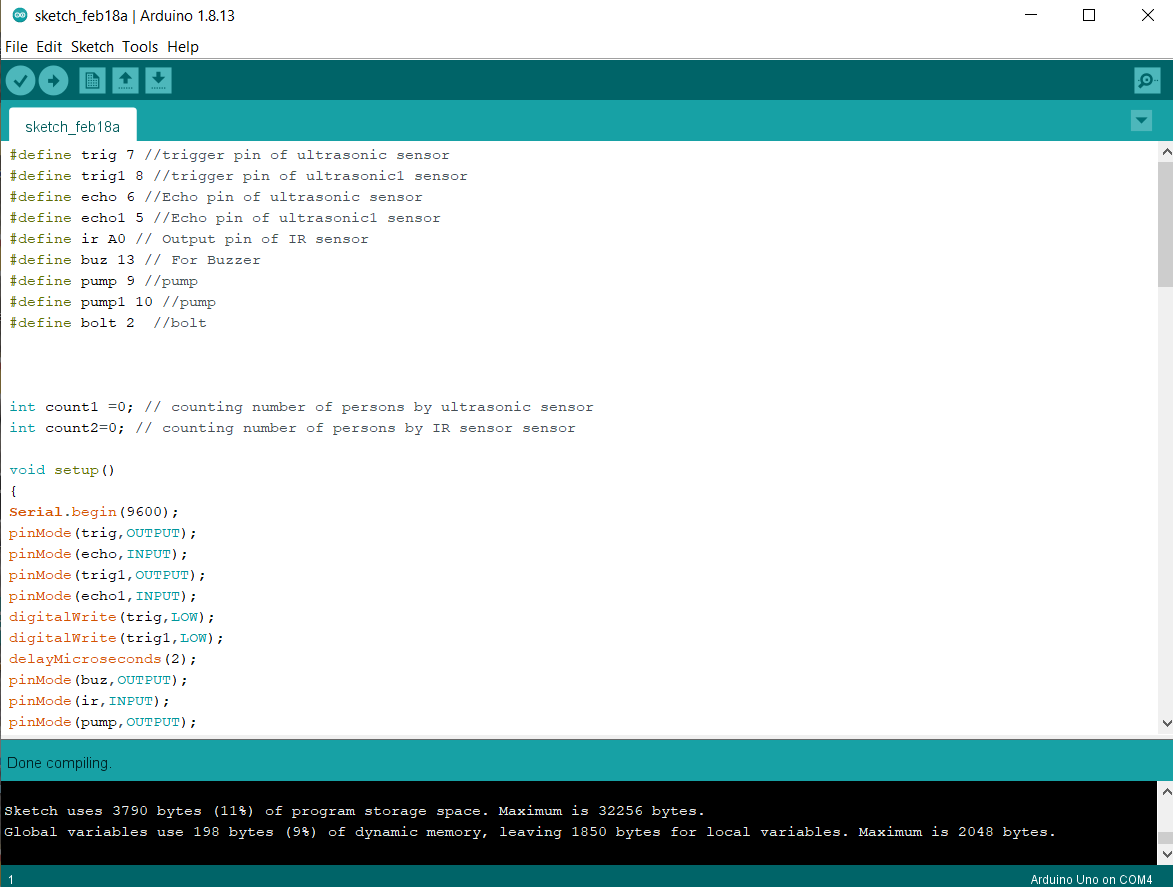 sketch_feb18a | Arduino 1.8.13
File Edit Sketch Tools Help
sketch_feb18a
#define trig 7 //trigger pin of ultrasonic sensor
#define trig1 8 //trigger pin of ultrasonic1 sensor
#define echo 6 //Echo pin of ultrasonic sensor
#define echo1 5 //Echo pin of ultrasonic1 sensor
#define ir A0 // Output pin of IR sensor
#define buz 13 // For Buzzer
#define pump 9 //pump
#define pump1 10 //pump
#define bolt 2  //bolt
int count1 =0; // counting number of persons by ultrasonic sensor
int count2=0; // counting number of persons by IR sensor sensor
void setup()
{
Serial.begin(9600);
pinMode(trig,OUTPUT);
pinMode(echo,INPUT);
pinMode(trig1,OUTPUT);
pinMode(echo1,INPUT);
digitalWrite(trig,LOW);
digitalWrite(trig1,LOW);
delayMicroseconds(2);
pinMode(buz,OUTPUT);
pinMode(ir,INPUT);
pinMode(pump,OUTPUT);
Done compiling.
Sketch uses 3790 bytes (11%) of program storage space. Maximum is 32256 bytes.
Global variables use 198 bytes (9%) of dynamic memory, leaving 1850 bytes for local variables. Maximum is 2048 bytes.
1 Arduino Uno on COM4